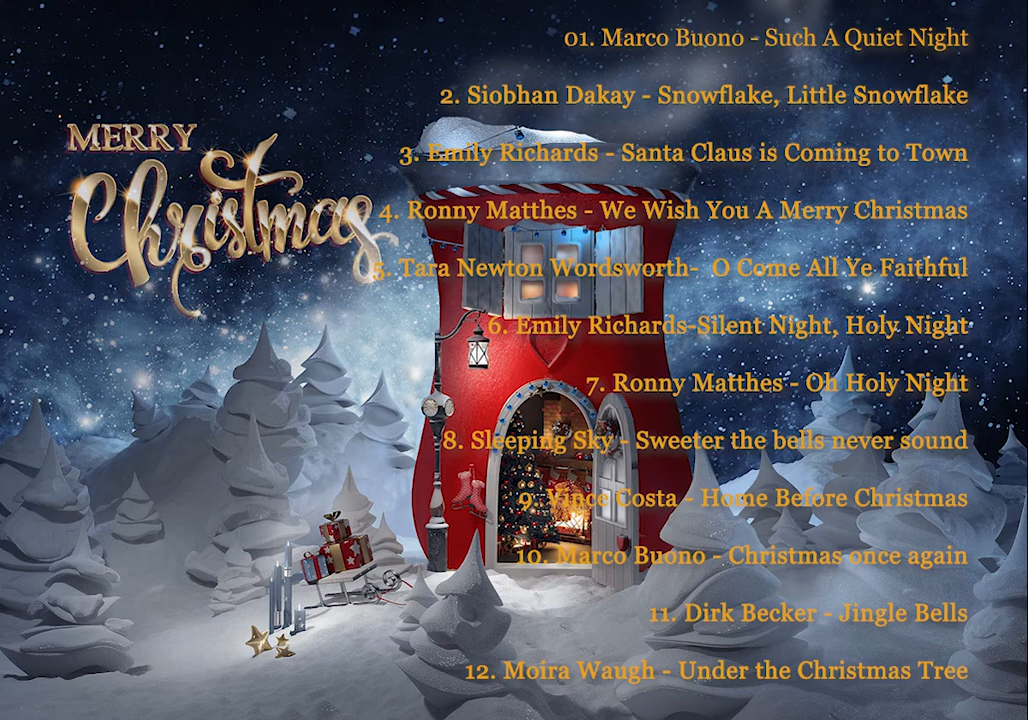 MERRY
Christmas
01. Marco Buono - Such A Quiet Night
2. Siobhan Dakay - Snowflake, Little Snowflake
3. Emily Richards - Santa Claus is Coming to Town
4. Ronny Matthes - We Wish You A Merry Christmas
5. Tara Newton Wordsworth-  O Come All Ye Faithful
6. Emily Richards-Silent Night, Holy Night
7. Ronny Matthes - Oh Holy Night
8. Sleeping Sky - Sweeter the bells never sound
9. Vince Costa - Home Before Christmas
10. Marco Buono - Christmas once again
11. Dirk Becker - Jingle Bells
12. Moira Waugh - Under the Christmas Tree